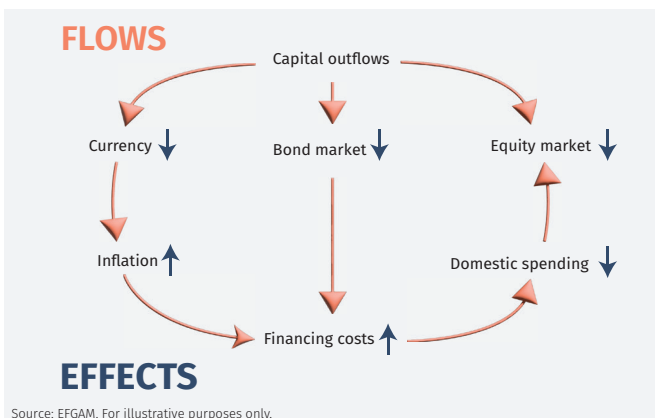 FLOWS
Capital outflows
Currency
Bond market
Equity market
Inflation
Domestic spending
Financing costs
EFFECTS
Source: EFGAM. For illustrative purposes only.